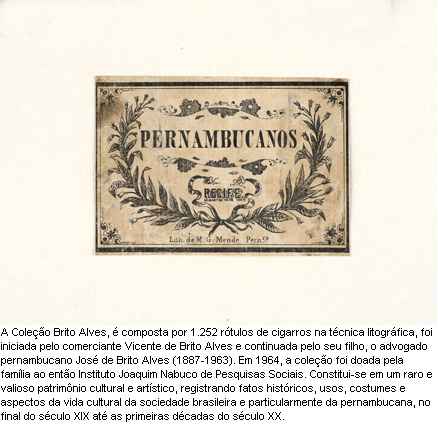 PERNAMBUCANOS
RECIFE
Lith. de M. G. Mende Pern.co
A Coleção Brito Alves, é composta por 1.252 rótulos de cigarros na técnica litográfica, foi
iniciada pelo comerciante Vicente de Brito Alves e continuada pelo seu filho, o advogado
pernambucano José de Brito Alves (1887-1963). Em 1964, a coleção foi doada pela
família ao então Instituto Joaquim Nabuco de Pesquisas Sociais. Constitui-se em um raro e
valioso patrimônio cultural e artístico, registrando fatos históricos, usos, costumes e
aspectos da vida cultural da sociedade brasileira e particularmente da pernambucana, no
final do século XIX até as primeiras décadas do século XX.